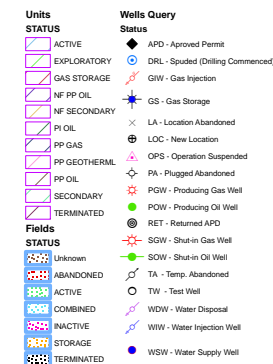 Units
STATUS
ACTIVE
EXPLORATORY
GAS STORAGE
NF PP OIL
NF SECONDARY
PI OIL
PP GAS
PP GEOTHERML
PP OIL
SECONDARY
TERMINATED
Fields
STATUS
Unknown
ABANDONED
ACTIVE
COMBINED
INACTIVE
STORAGE
TERMINATED
Wells Query
Status
APD - Aproved Permit
DRL - Spuded (Drilling Commenced)
GIW - Gas Injection
GS - Gas Storage
LA - Location Abandoned
LOC - New Location
OPS - Operation Suspended
PA - Plugged Abandoned
PGW - Producing Gas Well
POW - Producing Oil Well
RET - Returned APD
SGW - Shut-in Gas Well
SOW - Shut-in Oil Well
TA - Temp. Abandoned
TW - Test Well
WDW - Water Disposal
WIW - Water Injection Well
WSW - Water Supply Well